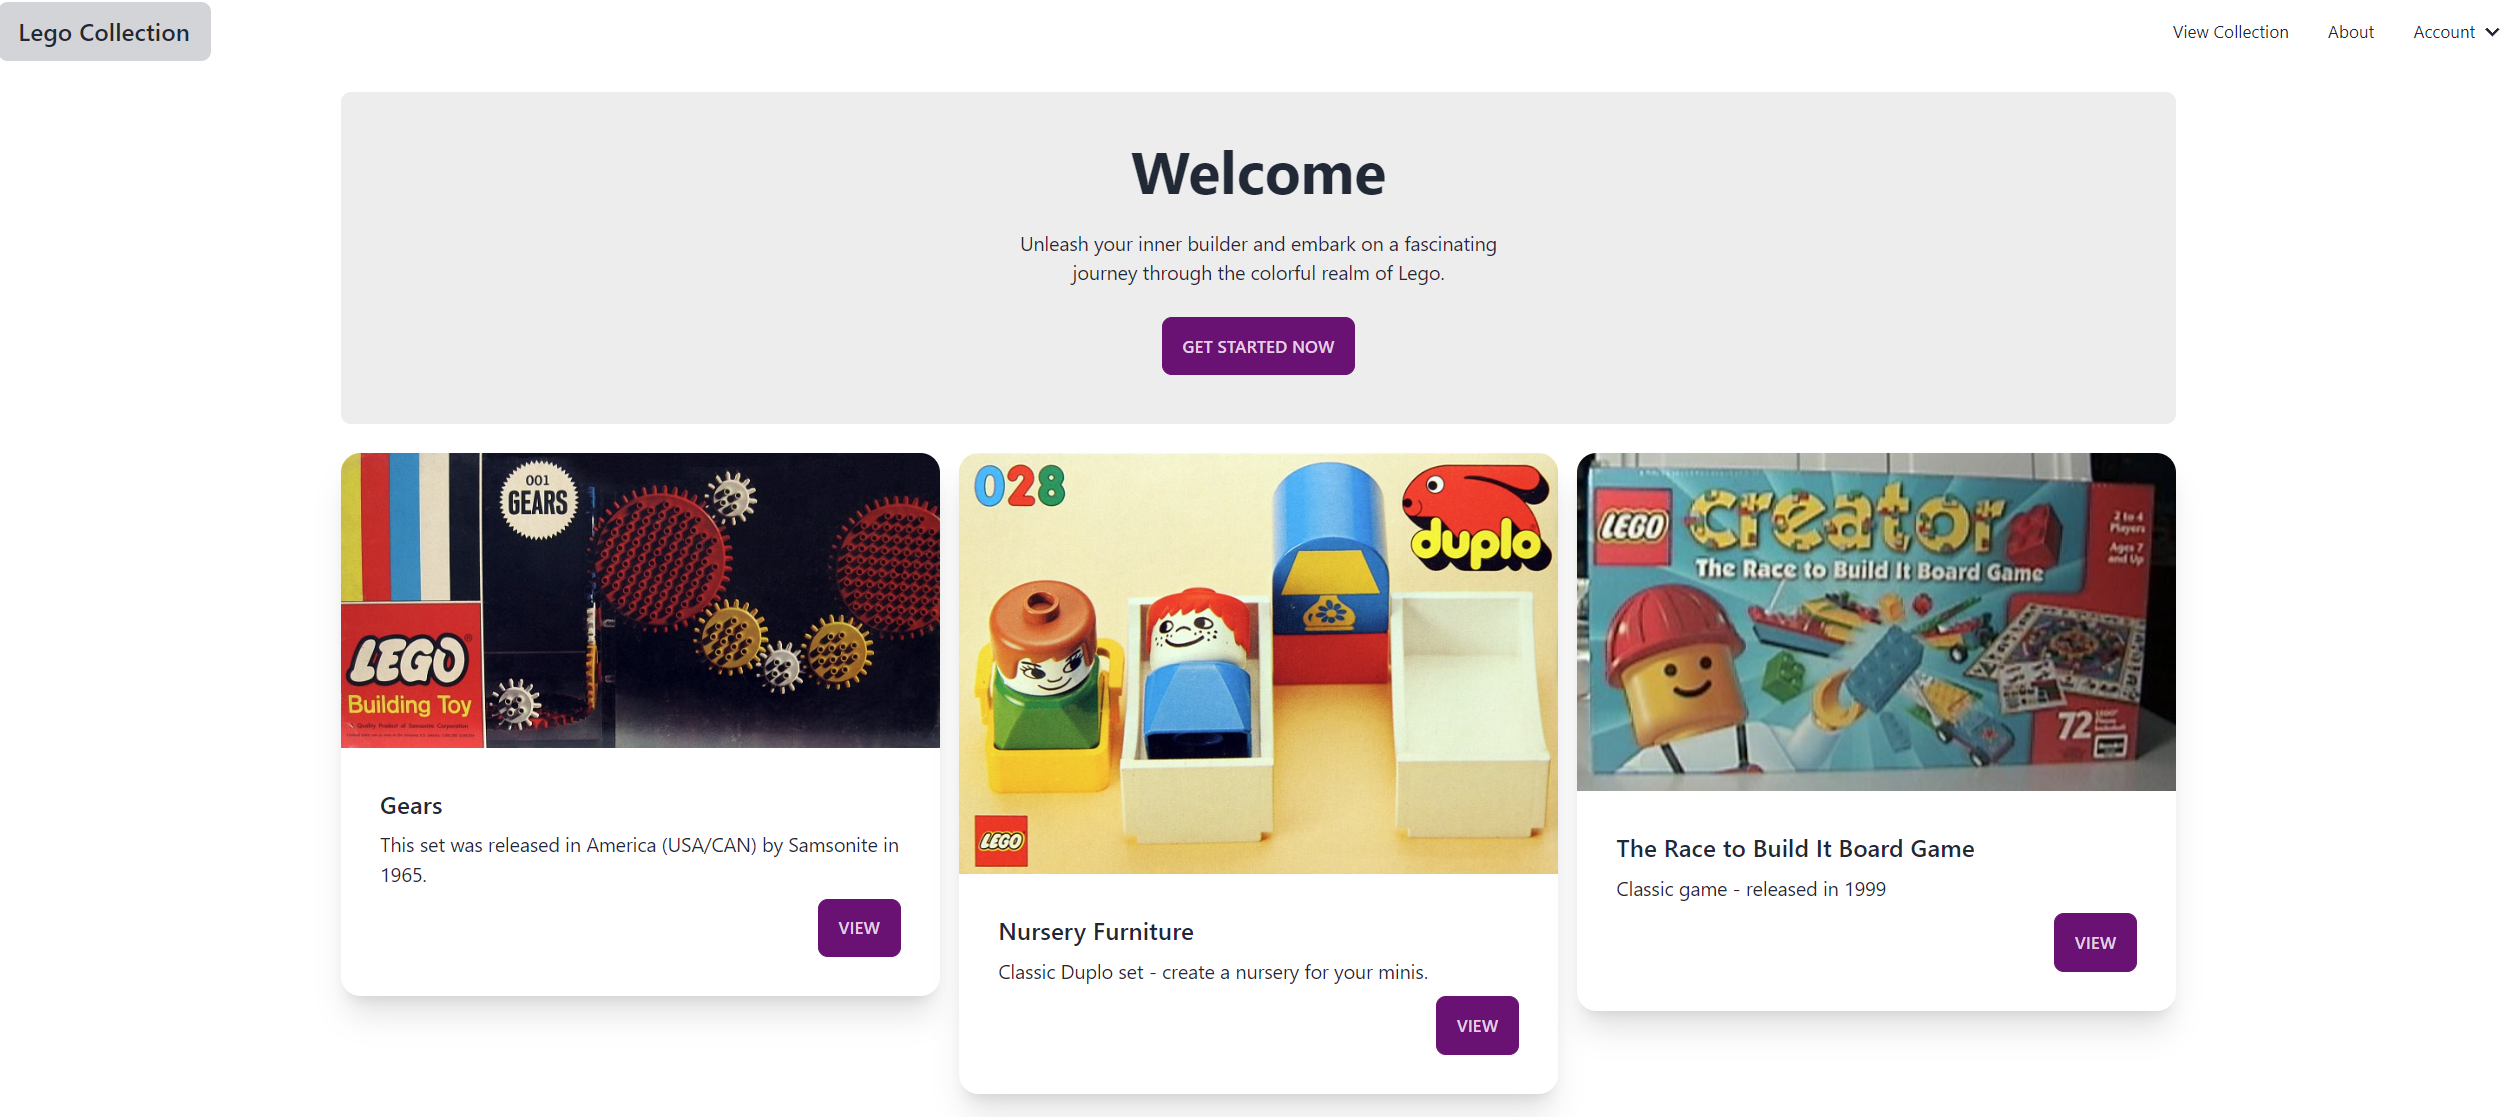 Lego Collection
View Collection
About
Account
Welcome
Unleash your inner builder and embark on a fascinating
journey through the colorful realm of Lego.
GET STARTED NOW
001
GEARS
LEGO®
Building Toy
Gears
This set was released in America (USA/CAN) by Samsonite in
1965.
VIEW
028
duplo
LEGO
Nursery Furniture
Classic Duplo set - create a nursery for your minis.
VIEW
LEGO
creator
The Race to Build It Board Game
2 to 4
Players
Ages 7
and Up
72
The Race to Build It Board Game
Classic game - released in 1999
VIEW